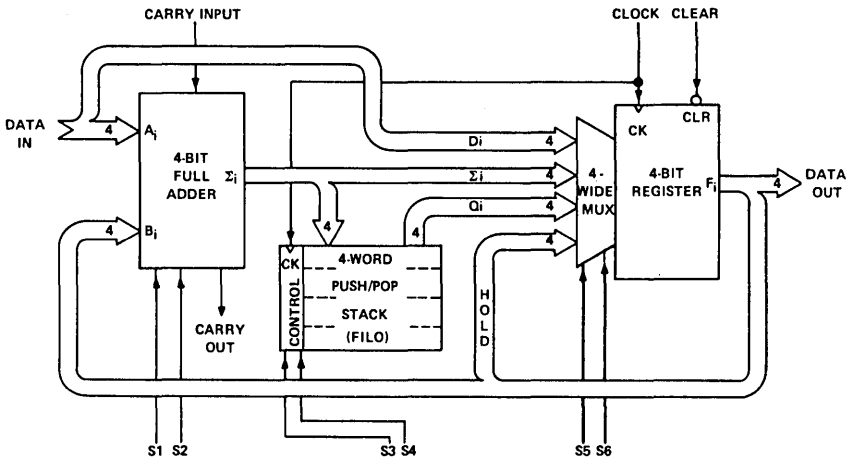 CARRY INPUT
CLOCK CLEAR
DATA
IN
4
Ai
4-BIT
FULL
ADDER
Σi
4
Bi
CARRY
OUT
Di
4
Σi
4
Qi
4
4
4
4
CK
CONTROL
4-WORD
PUSH/POP
STACK
(FILO)
HOLD
4-
WIDE
MUX
CK
CLR
4-BIT
REGISTER
Fi
4
DATA
OUT
S1 S2
S3 S4
S5 S6